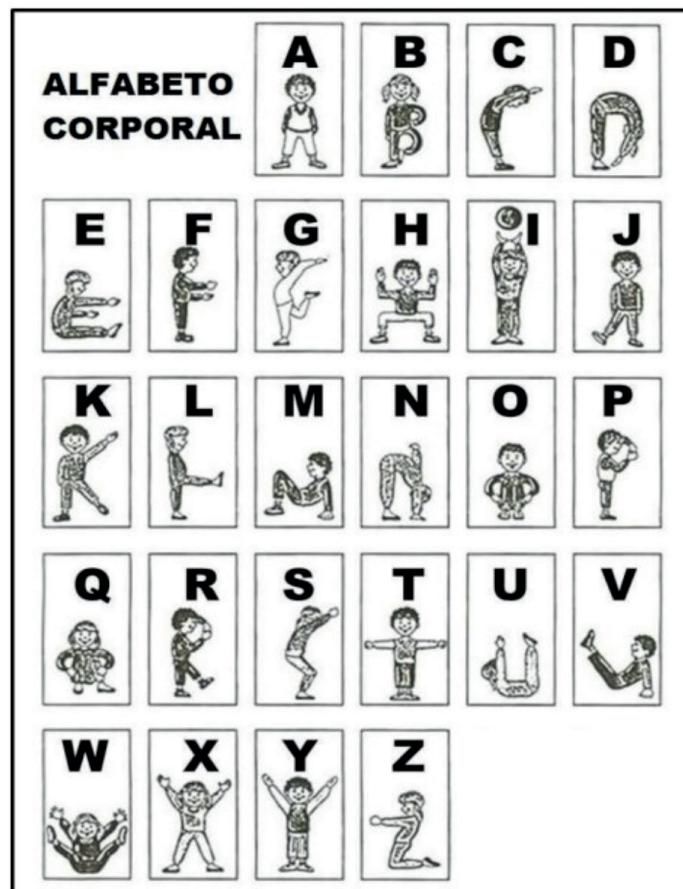 ALFABETO
CORPORAL
A B C D
E F G H I J
K L M N O P
Q R S T U V
W X Y Z